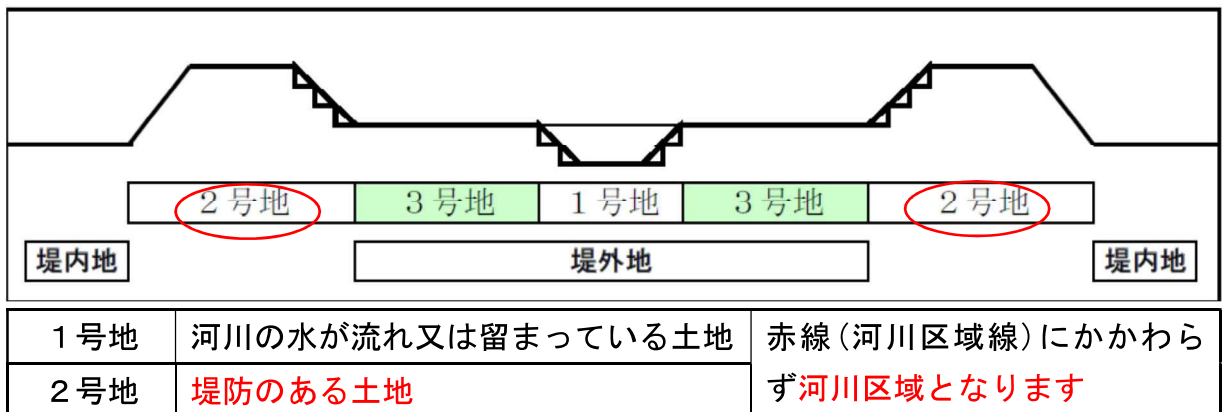 ２号地 ３号地 １号地 ３号地 ２号地
堤内地 堤外地 堤内地
１号地 河川の水が流れ又は留まっている土地 赤線(河川区域線)にかかわら
２号地 堤防のある土地 ず河川区域となります